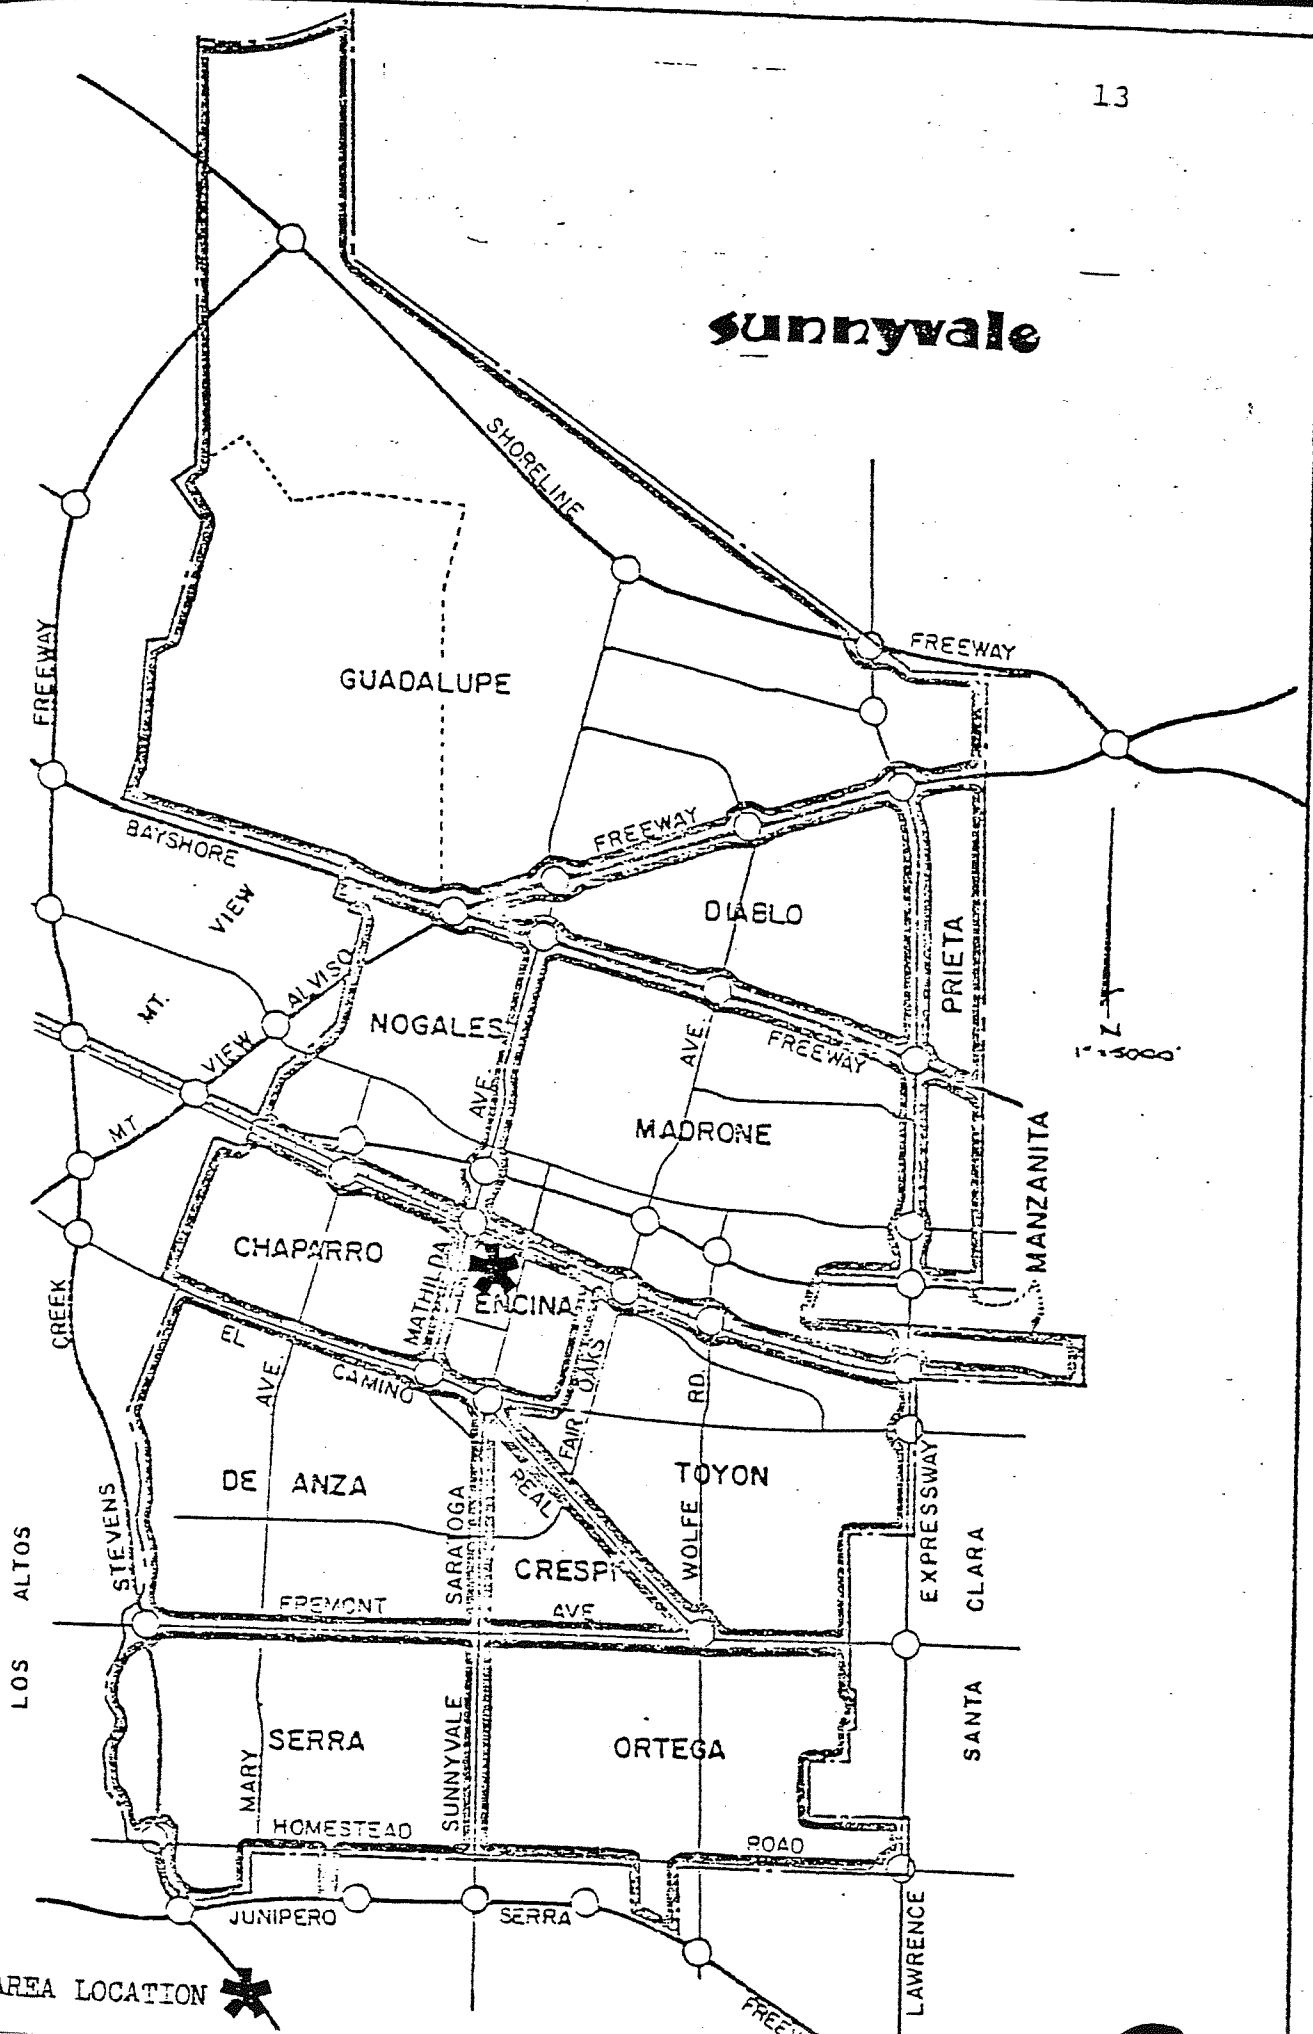 13
sunnyvale
SHORELINE
FREEWAY
FREEWAY
GUADALUPE
FREEWAY
BAYSHORE
VIEW
DIABLO
PRIETA
ALVISO
MT.
NOGALES
VIEW
AVE.
FREEWAY
1"=5000'
MT.
AVE.
MADRONE
MANZANITA
CHAPARRO
MATHILDA
ENCINA
CREEK
EL
CAMINO
REAL
AVE.
FAIR OAKS
RD.
DE ANZA
TOYON
STEVENS
SARATOGA
WOLFE
EXPRESSWAY
LOS ALTOS
CRESPI
SANTA CLARA
FREMONT
AVE
SERRA
ORTEGA
MARY
SUNNYVALE
HOMESTEAD
ROAD
JUNIPERO
SERRA
LAWRENCE
AREA LOCATION